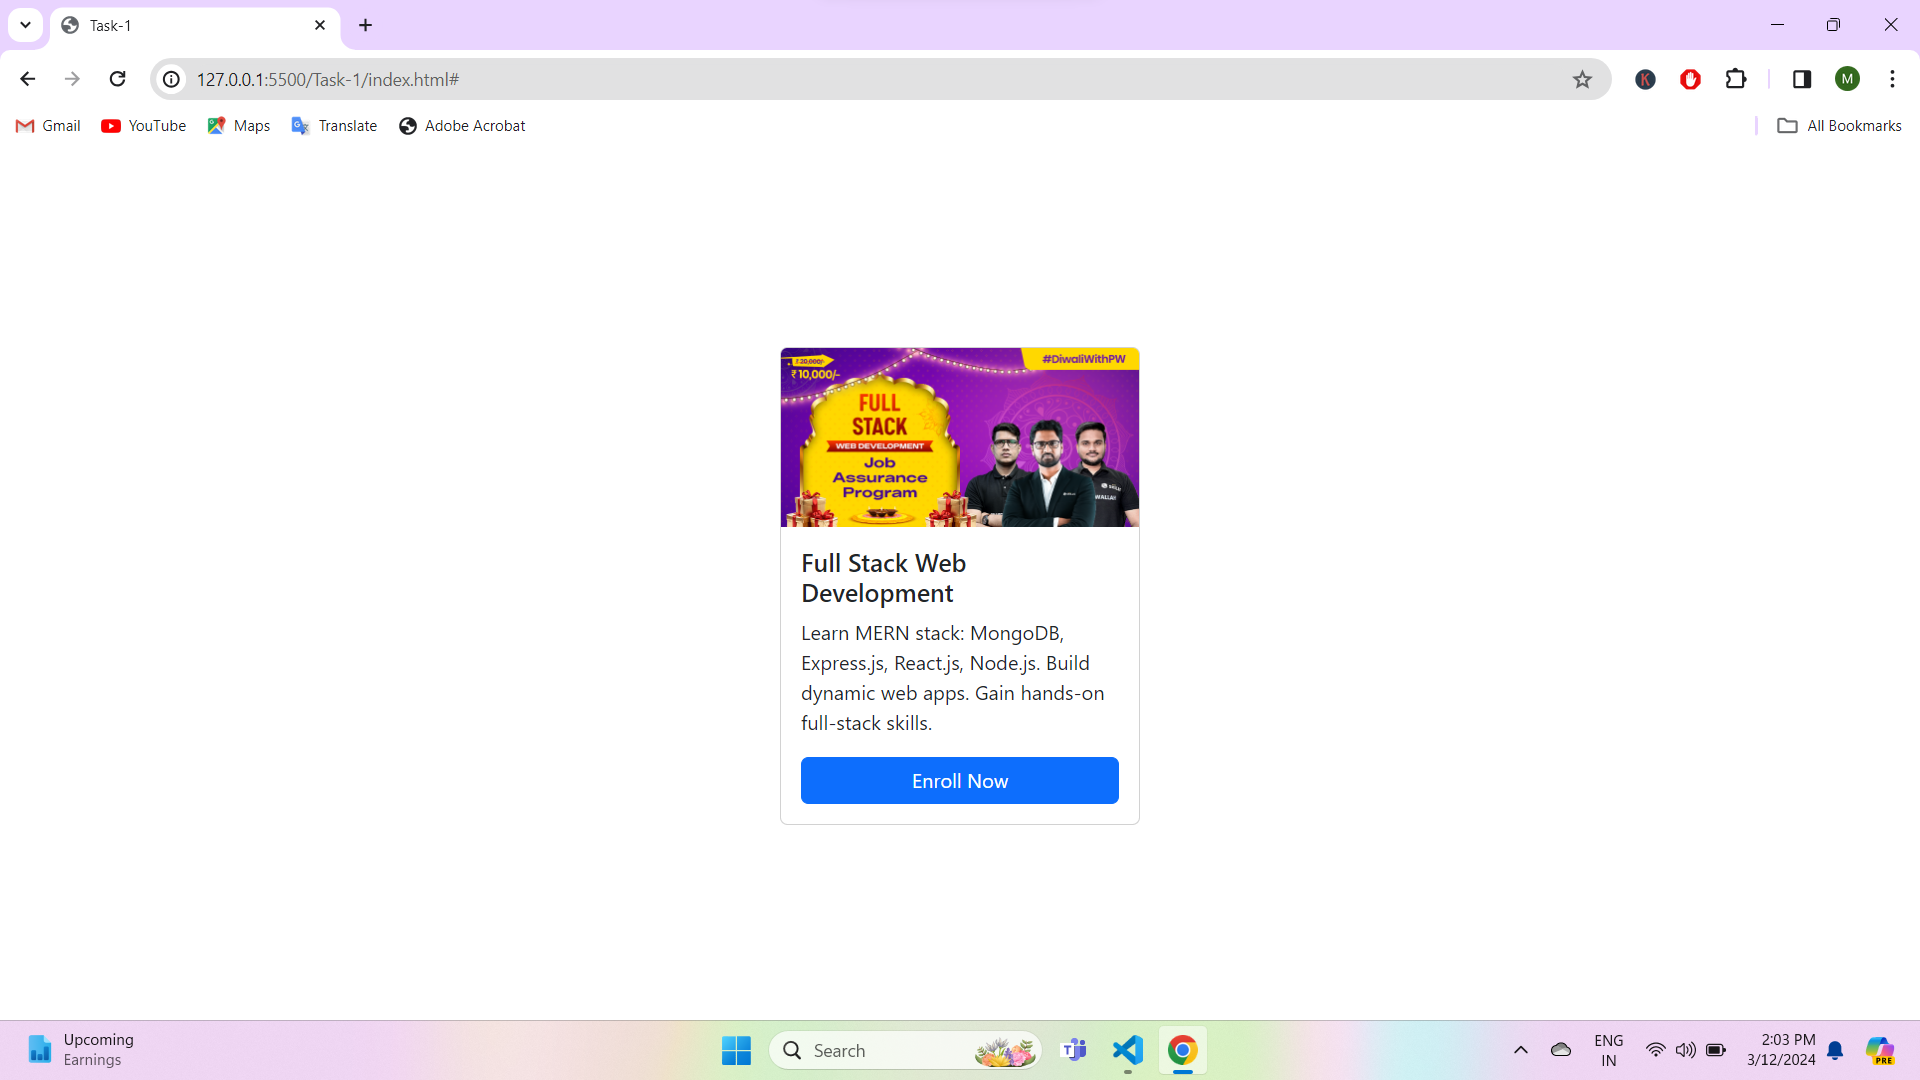 Task-1
127.0.0.1:5500/Task-1/index.html#
K
M
Gmail
YouTube
Maps
Translate
Adobe Acrobat
All Bookmarks
₹ 20,000/-
₹ 10,000/-
#DiwaliWithPW
FULL
STACK
WEB DEVELOPMENT
Job
Assurance
Program
WALLAH
Full Stack Web
Development
Learn MERN stack: MongoDB,
Express.js, React.js, Node.js. Build
dynamic web apps. Gain hands-on
full-stack skills.
Enroll Now
Upcoming
Earnings
Search
T
ENG
IN
2:03 PM
3/12/2024
PRE